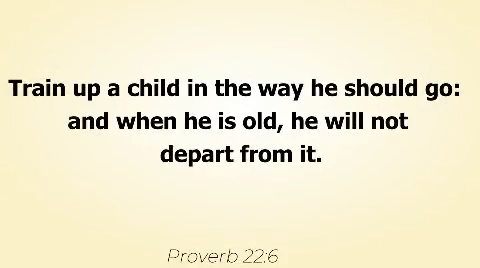 Train up a child in the way he should go:
and when he is old, he will not
depart from it.
Proverb 22:6